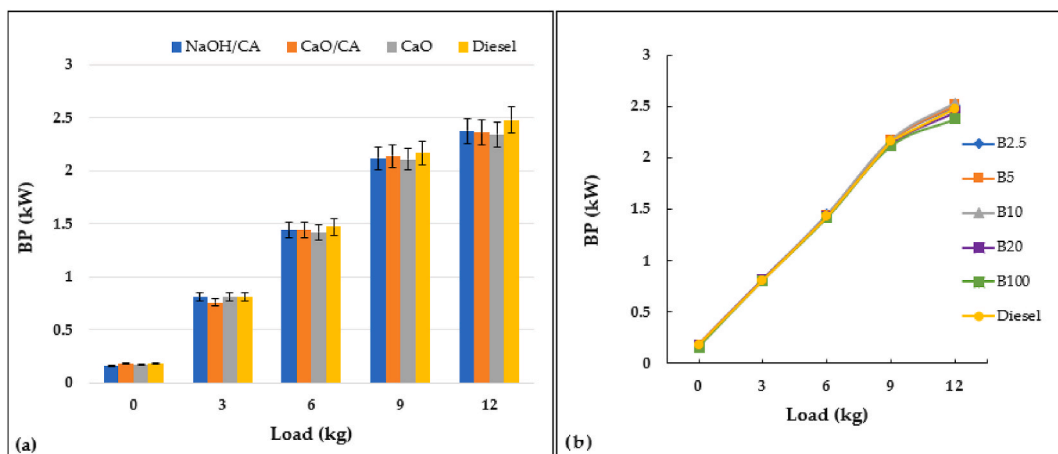 NaOH/CA CaO/CA CaO Diesel
3
2.5
2
1.5
1
0.5
0
BP (kW)
0 3 6 9 12
Load (kg)
(a)
3
2.5
2
1.5
1
0.5
0
BP (kW)
0 3 6 9 12
Load (kg)
B2.5
B5
B10
B20
B100
Diesel
(b)